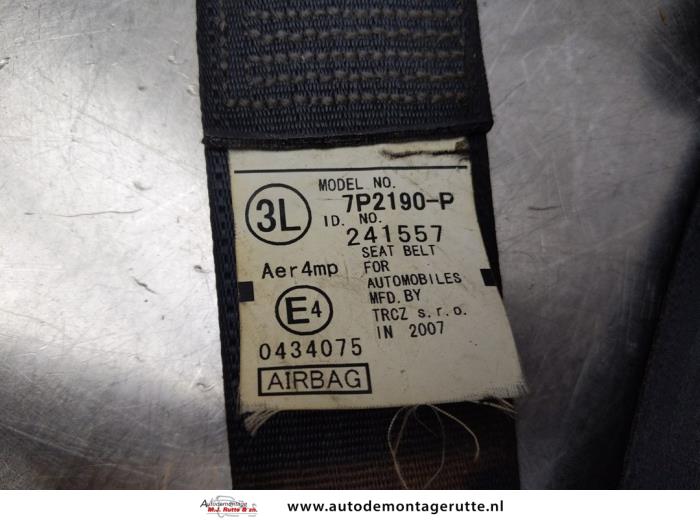 MODEL NO.
3L
7P2190-P
ID. NO.
241557
SEAT BELT
Aer4mp FOR
AUTOMOBILES
E4
MFD. BY
TRCZ s.r.o.
IN 2007
0434075
AIRBAG
Autodemontage
M.J. Rutte & zn.
www.autodemontagerutte.nl